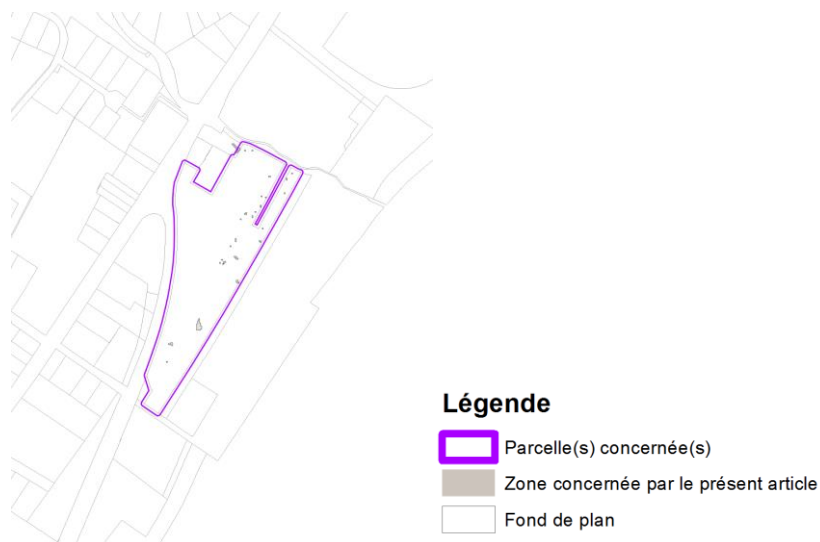 Légende
Parcelle(s) concernée(s)
Zone concernée par le présent article
Fond de plan